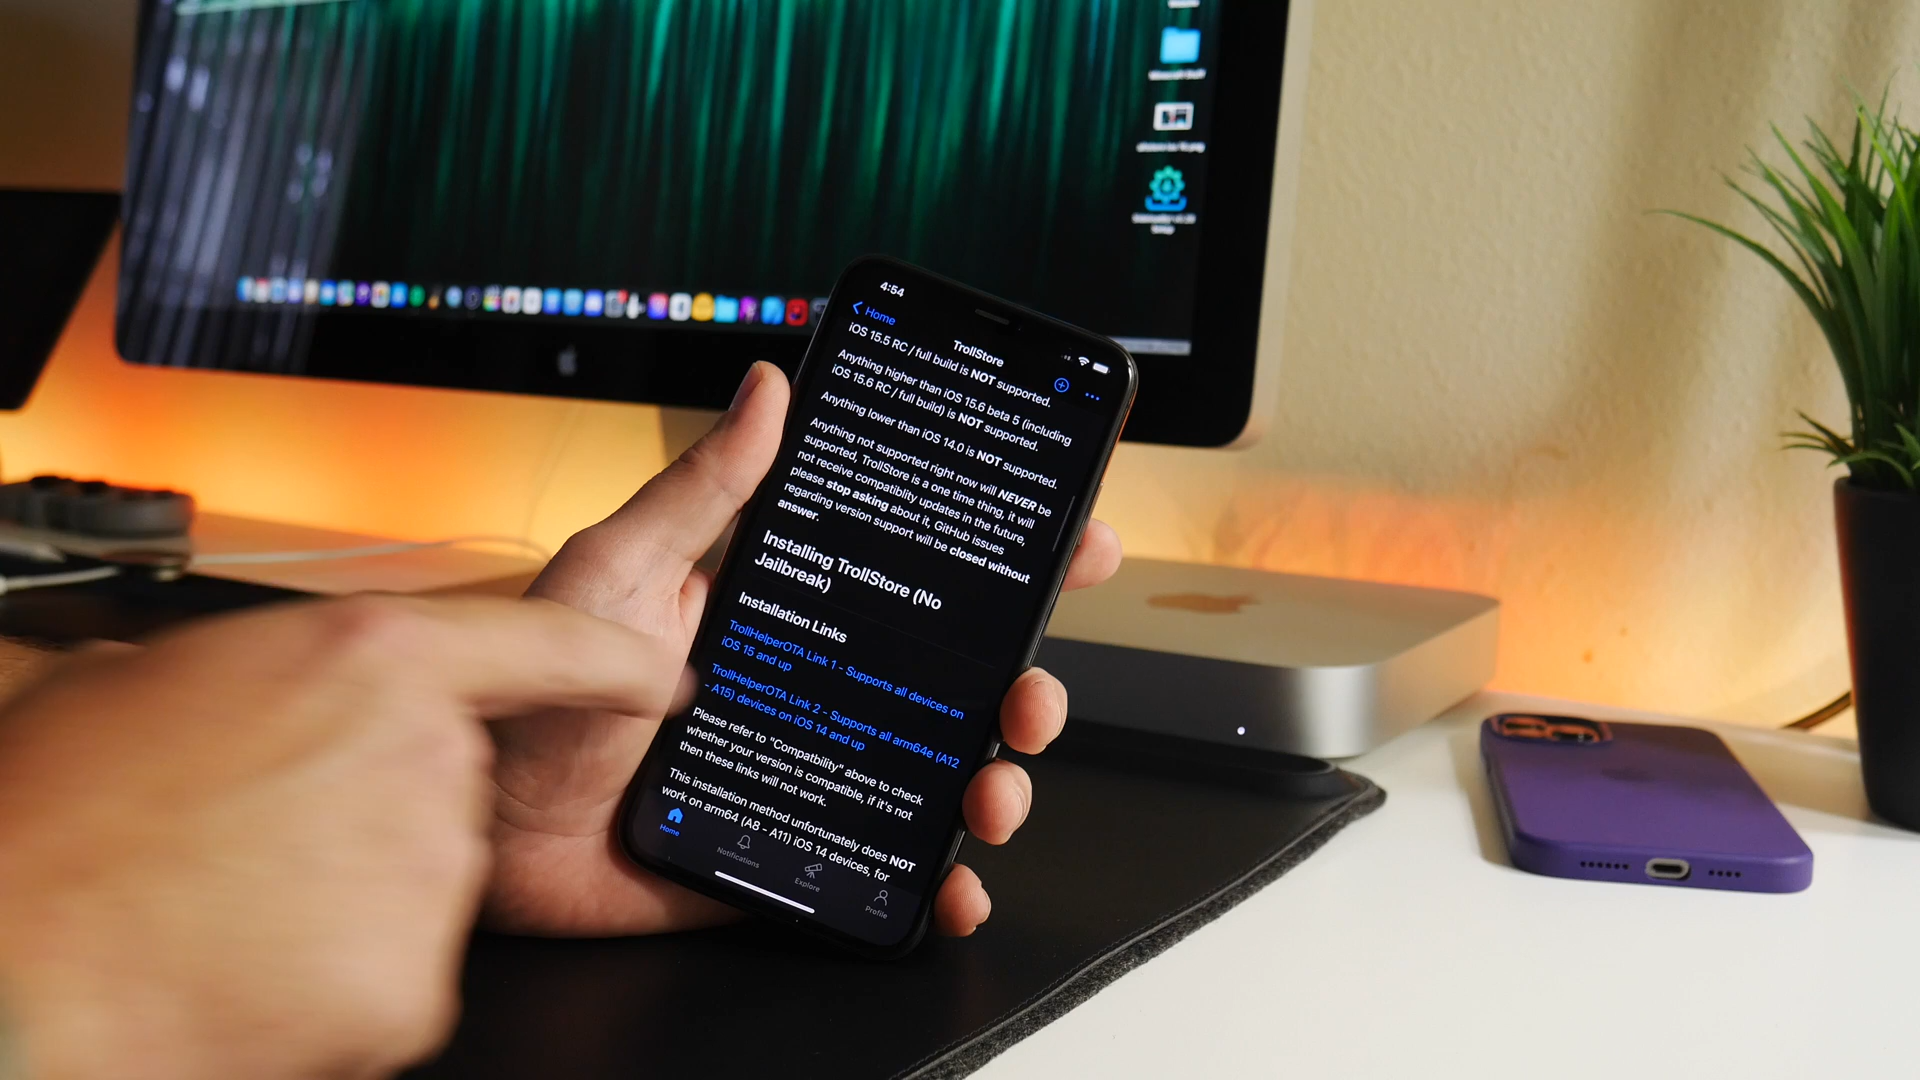 4:54
Home
TrollStore
iOS 15.5 RC / full build is NOT supported.
Anything higher than iOS 15.6 beta 5 (including
iOS 15.6 RC / full build) is NOT supported.
Anything lower than iOS 14.0 is NOT supported.
Anything not supported right now will NEVER be
supported, TrollStore is a one time thing, it will
not receive compatiblity updates in the future,
please stop asking about it, GitHub issues
regarding version support will be closed without
answer.
Installing TrollStore (No
Jailbreak)
Installation Links
TrollHelperOTA Link 1 - Supports all devices on
iOS 15 and up
TrollHelperOTA Link 2 - Supports all arm64e (A12
- A15) devices on iOS 14 and up
Please refer to "Compatbility" above to check
whether your version is compatible, if it's not
then these links will not work.
This installation method unfortunately does NOT
work on arm64 (A8 - A11) iOS 14 devices, for
Home
Notifications
Explore
Profile